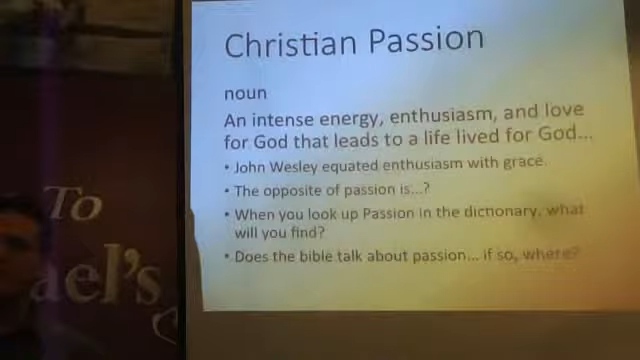 Christian Passion
noun
An intense energy, enthusiasm, and love
for God that leads to a life lived for God...
• John Wesley equated enthusiasm with grace.
• The opposite of passion is...?
• When you look up Passion in the dictionary, what
will you find?
• Does the bible talk about passion... if so, where?
To
ael's